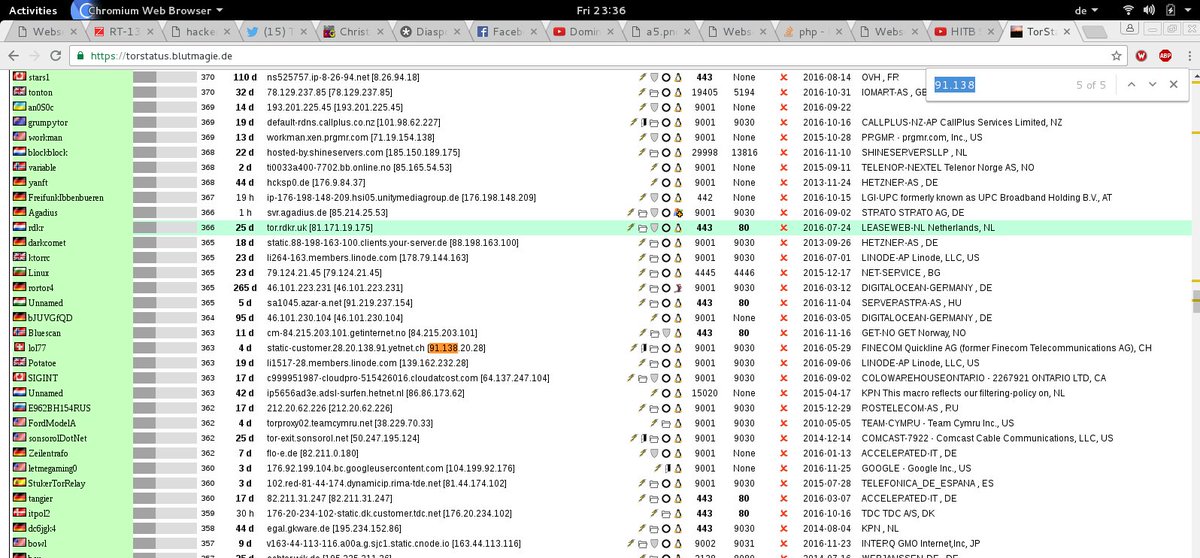 Activities Chromium Web Browser Fri 23:36 de
Webs RT-13 hacker (15) T Christ Diasp Faceb Domin a5.pn Webs php - Webs HITB TorSt
https://torstatus.blutmagie.de
91.138 5 of 5
stars1 370 110 d ns525757.ip-8-26-94.net [8.26.94.18] 443 None 2016-08-14 OVH , FR
tonton 370 32 d 78.129.237.85 [78.129.237.85] 19405 5194 2016-10-31 IOMART-AS , GB
an0S0c 369 14 d 193.201.225.45 [193.201.225.45] 9001 None 2016-09-22
grumpytor 369 19 d default-rdns.callplus.co.nz [101.98.62.227] 9001 9030 2016-10-16 CALLPLUS-NZ-AP CallPlus Services Limited, NZ
workman 369 13 d workman.xen.prgmr.com [71.19.154.138] 9001 None 2015-10-28 PRGMR - prgmr.com, Inc., US
blockblock 368 22 d hosted-by.shineservers.com [185.150.189.175] 29998 13816 2016-11-10 SHINESERVERSLLP , NL
variable 368 2 d ti0033a400-7702.bb.online.no [85.165.54.53] 9001 None 2015-09-11 TELENOR-NEXTEL Telenor Norge AS, NO
yanft 368 44 d hcksp0.de [176.9.84.37] 9001 None 2013-11-24 HETZNER-AS , DE
FreifunkIbbenbueren 367 19 h ip-176-198-148-209.hsi05.unitymediagroup.de [176.198.148.209] 442 None 2016-10-15 LGI-UPC formerly known as UPC Broadband Holding B.V., AT
Agadius 366 1 h svr.agadius.de [85.214.25.53] 9001 9030 2016-09-02 STRATO STRATO AG, DE
rdkr 366 25 d tor.rdkr.uk [81.171.19.175] 443 80 2016-07-24 LEASEWEB-NL Netherlands, NL
darkcomet 365 18 d static.88-198-163-100.clients.your-server.de [88.198.163.100] 9001 9030 2013-09-26 HETZNER-AS , DE
ktorrc 365 23 d li264-163.members.linode.com [178.79.144.163] 9001 9030 2016-07-01 LINODE-AP Linode, LLC, US
Linux 365 23 d 79.124.21.45 [79.124.21.45] 4445 4446 2015-12-17 NET-SERVICE , BG
rortor4 365 265 d 46.101.223.231 [46.101.223.231] 9001 9030 2016-03-12 DIGITALOCEAN-GERMANY , DE
Unnamed 365 5 d sa1045.azar-a.net [91.219.237.154] 443 80 2016-11-04 SERVERASTRA-AS , HU
bJUVGfQD 364 95 d 46.101.230.104 [46.101.230.104] 9001 None 2016-03-05 DIGITALOCEAN-GERMANY , DE
Bluescan 363 11 d cm-84.215.203.101.getinternet.no [84.215.203.101] 443 80 2016-11-16 GET-NO GET Norway, NO
lol77 363 4 d static-customer.28.20.138.91.yetnet.ch [91.138.20.28] 9001 9030 2016-05-29 FINECOM Quickline AG (former Finecom Telecommunications AG), CH
Potatoe 363 19 d li1517-28.members.linode.com [139.162.232.28] 9001 9030 2016-09-06 LINODE-AP Linode, LLC, US
SIGINT 363 17 d c999951987-cloudpro-515426016.cloudatcost.com [64.137.247.104] 9001 9030 2016-09-02 COLOWAREHOUSEONTARIO - 2267921 ONTARIO LTD, CA
Unnamed 363 42 d ip5656ad3e.adsl-surfen.hetnet.nl [86.86.173.62] 15020 None 2015-04-17 KPN This macro reflects our filtering-policy on, NL
E962BH154RUS 362 17 d 212.20.62.226 [212.20.62.226] 9001 9030 2015-12-29 ROSTELECOM-AS , RU
FordModelA 362 4 d torproxy02.teamcymru.net [38.229.70.33] 9001 None 2010-05-05 TEAM-CYMRU - Team Cymru Inc., US
sonsorolDotNet 362 25 d tor-exit.sonsorol.net [50.247.195.124] 9001 9030 2014-12-14 COMCAST-7922 - Comcast Cable Communications, LLC, US
Zeilentrafo 362 7 d flo-e.de [82.211.0.180] 9001 None 2016-01-13 ACCELERATED-IT , DE
letmegaming0 360 3 d 176.92.199.104.bc.googleusercontent.com [104.199.92.176] 9001 None 2016-11-25 GOOGLE - Google Inc., US
StukerTorRelay 360 3 d 102.red-81-44-174.dynamicip.rima-tde.net [81.44.174.102] 9001 9030 2015-07-28 TELEFONICA_DE_ESPANA , ES
tangier 360 17 d 82.211.31.247 [82.211.31.247] 443 80 2016-03-07 ACCELERATED-IT , DE
itpol2 359 30 h 176-20-234-102-static.dk.customer.tdc.net [176.20.234.102] 443 80 2016-10-16 TDC TDC A/S, DK
dc6jgk4 358 44 d egal.gkware.de [195.234.152.86] 443 9030 2014-08-04 KPN , NL
bowl 357 9 d v163-44-113-116.a00a.g.sjc1.static.cnode.io [163.44.113.116] 9002 9031 2016-11-23 INTERQ GMO Internet,Inc, JP